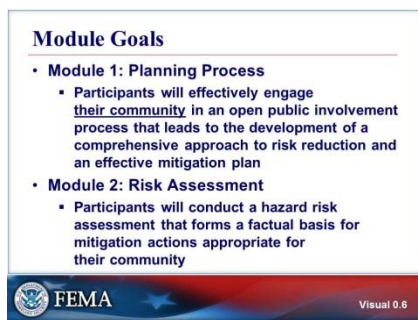 Module Goals
• Module 1: Planning Process
▪ Participants will effectively engage
their community in an open public involvement
process that leads to the development of a
comprehensive approach to risk reduction and
an effective mitigation plan
• Module 2: Risk Assessment
▪ Participants will conduct a hazard risk
assessment that forms a factual basis for
mitigation actions appropriate for
their community
FEMA
Visual 0.6